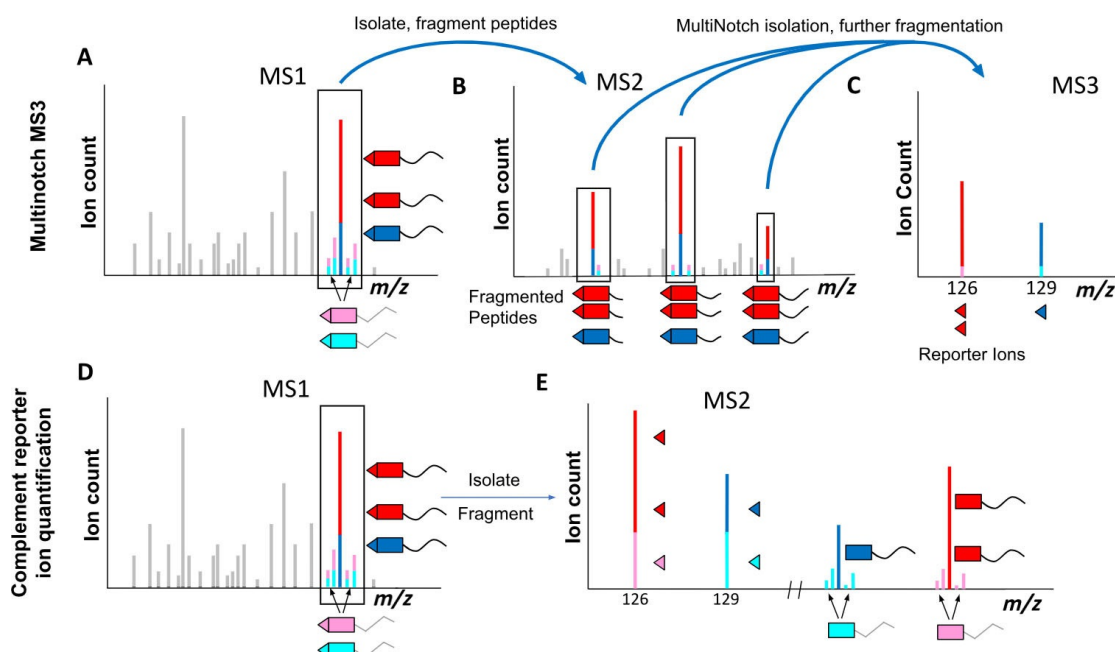 Isolate, fragment peptides
MultiNotch isolation, further fragmentation
A
MS1
B
MS2
C
MS3
Multinotch MS3
Ion count
m/z
Ion count
m/z
Fragmented
Peptides
Ion Count
126
129
m/z
Reporter Ions
D
MS1
E
MS2
Complement reporter
ion quantification
Ion count
m/z
Isolate
Fragment
Ion count
126
129
m/z